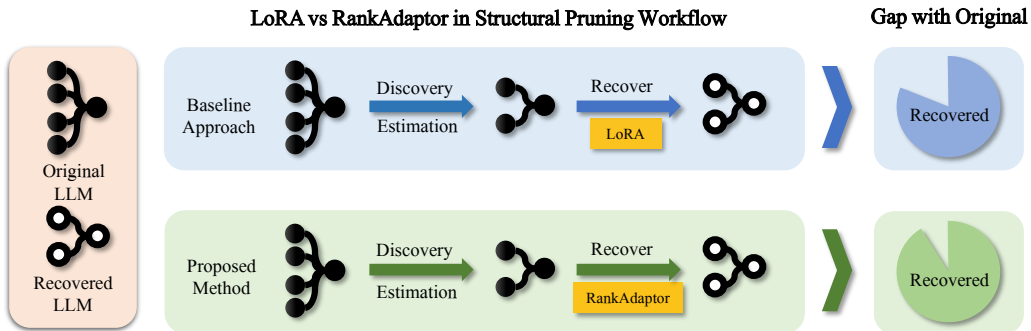 LoRA vs RankAdaptor in Structural Pruning Workflow
Gap with Original
Original
LLM
Recovered
LLM
Baseline
Approach
Discovery
Estimation
Recover
LoRA
Recovered
Proposed
Method
Discovery
Estimation
Recover
RankAdaptor
Recovered